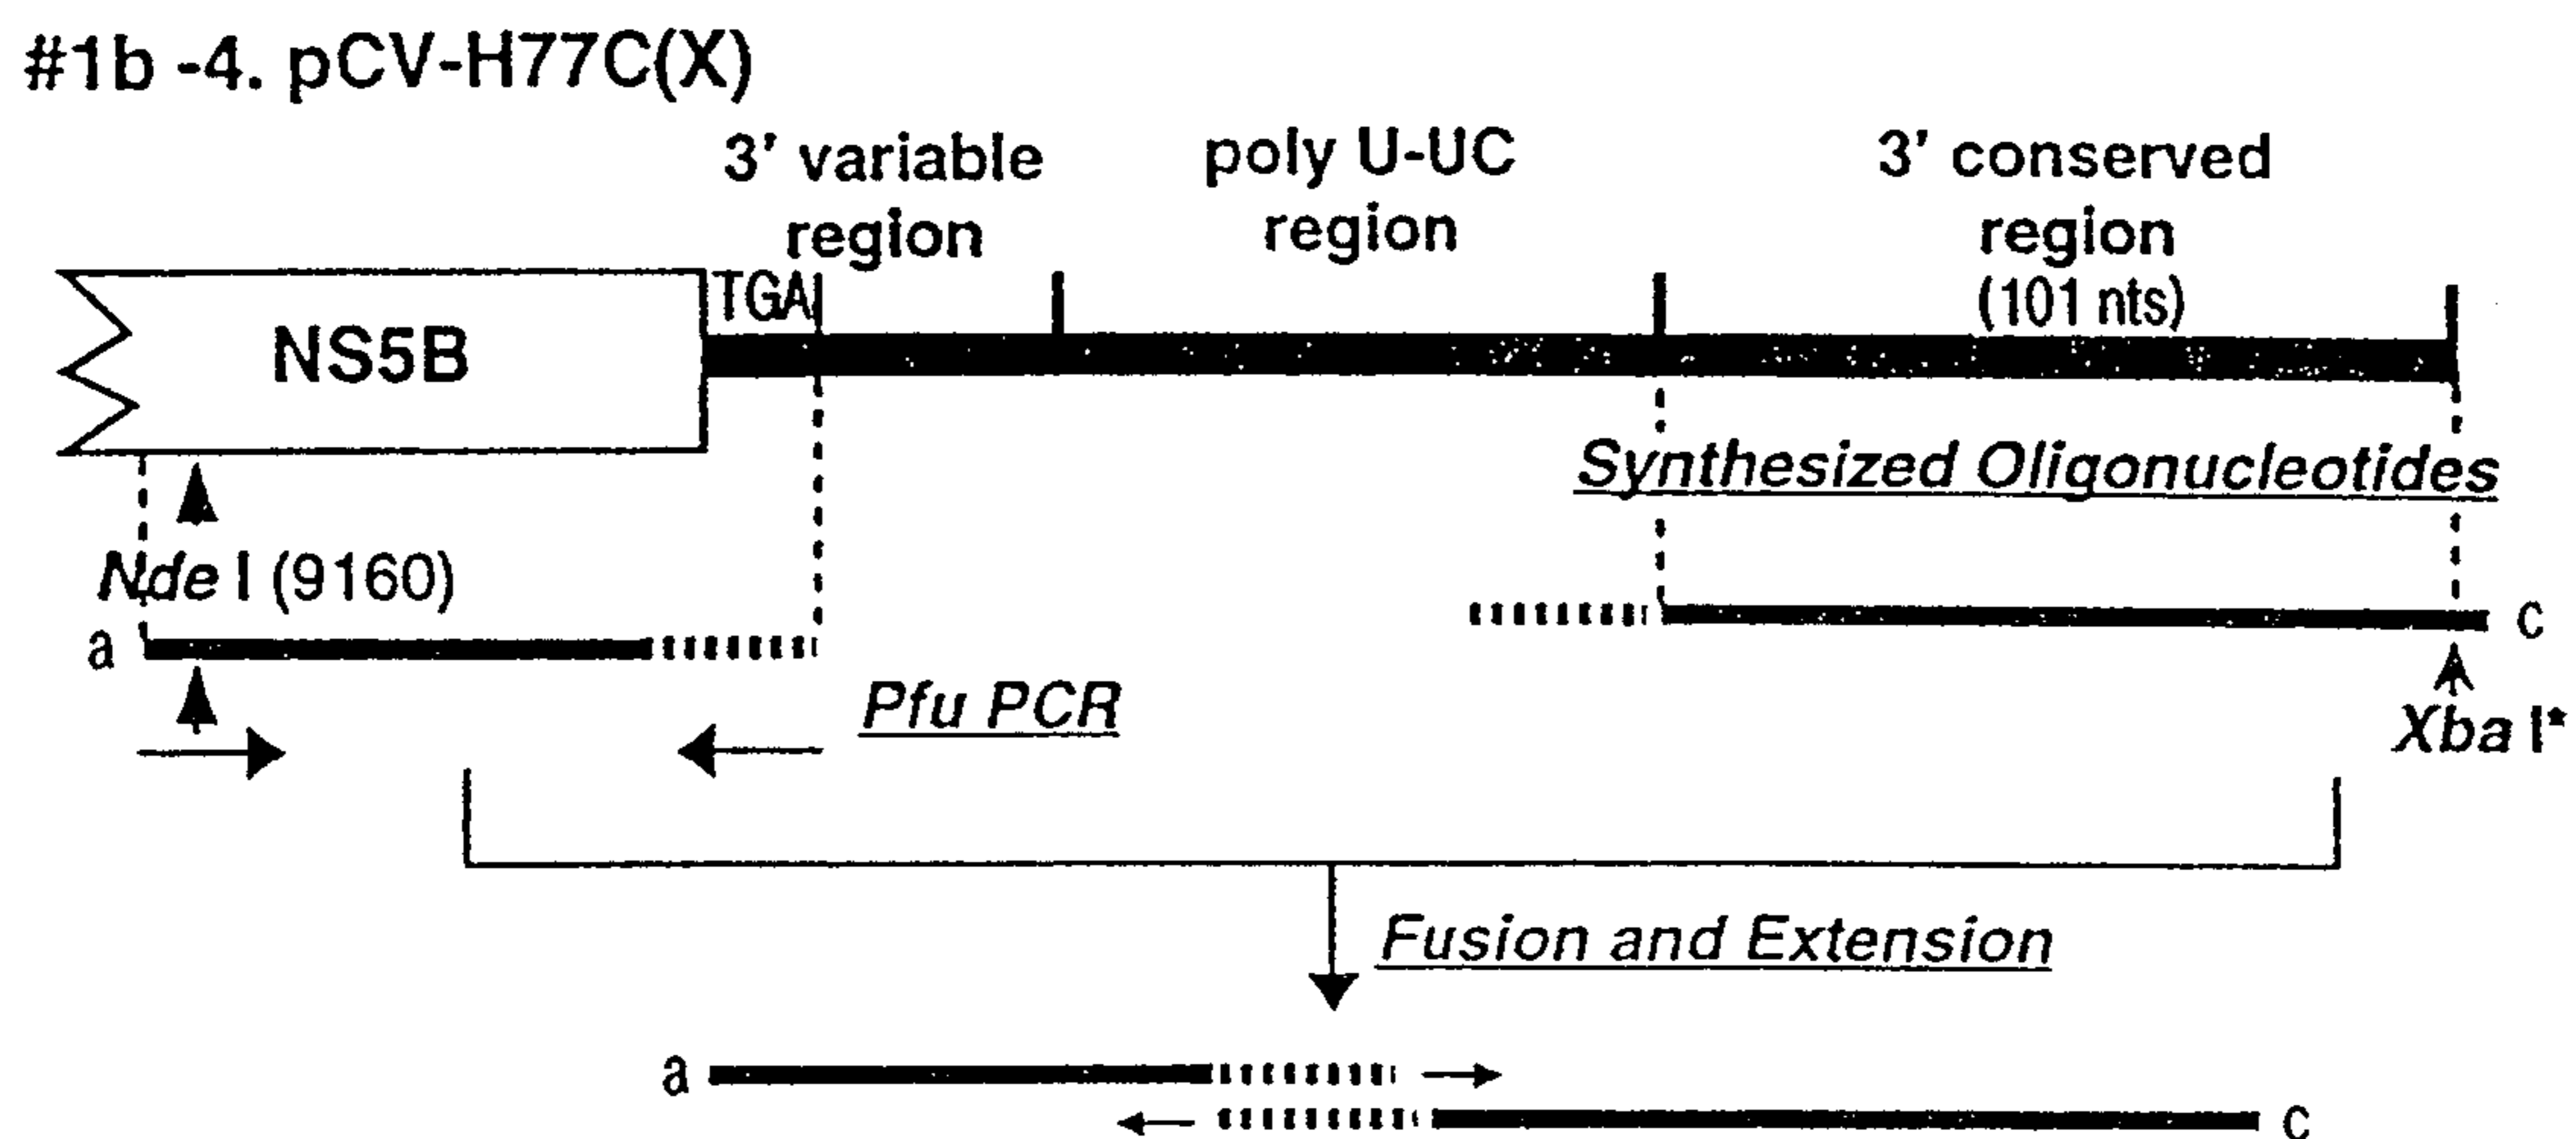 #1b -4. pCV-H77C(X)
3' variable
region
poly U-UC
region
3' conserved
region
(101 nts)
TGA
NS5B
Synthesized Oligonucleotides
Nde I (9160)
a
c
Pfu PCR
Xba I*
Fusion and Extension
a
c